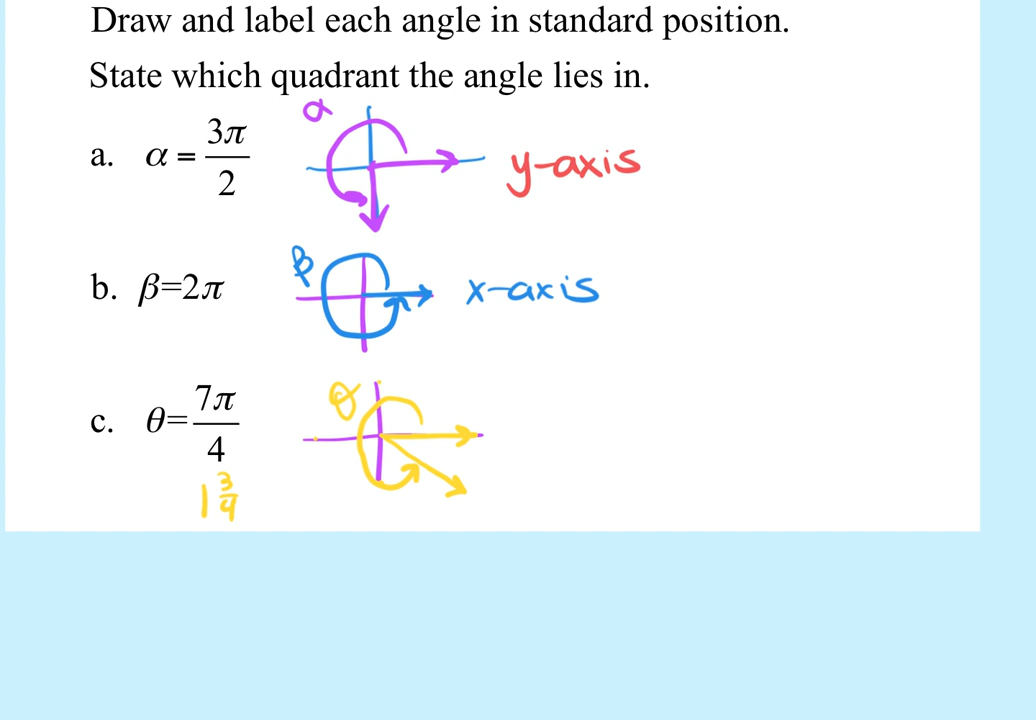 Draw and label each angle in standard position.
State which quadrant the angle lies in.
α
a. α = 3π/2 y-axis
β
b. β=2π x-axis
θ
c. θ=7π/4
1 3/4